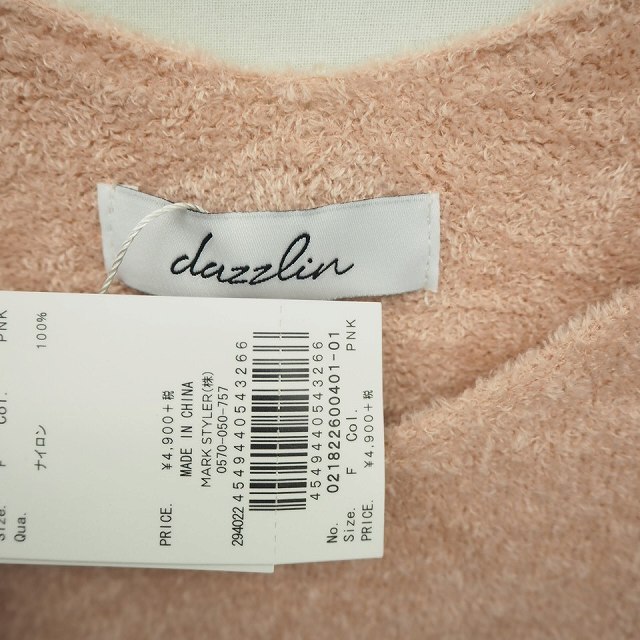 dazzlin
No. 021822600401-01
Size. F Col. PNK
PRICE. ¥4,900+税
4549440543266
294022 4549440543266
0570-050-757
MARK STYLER(株)
MADE IN CHINA
PRICE. ¥4,900+税
Qua. ナイロン 100%
Size. F Col. PNK